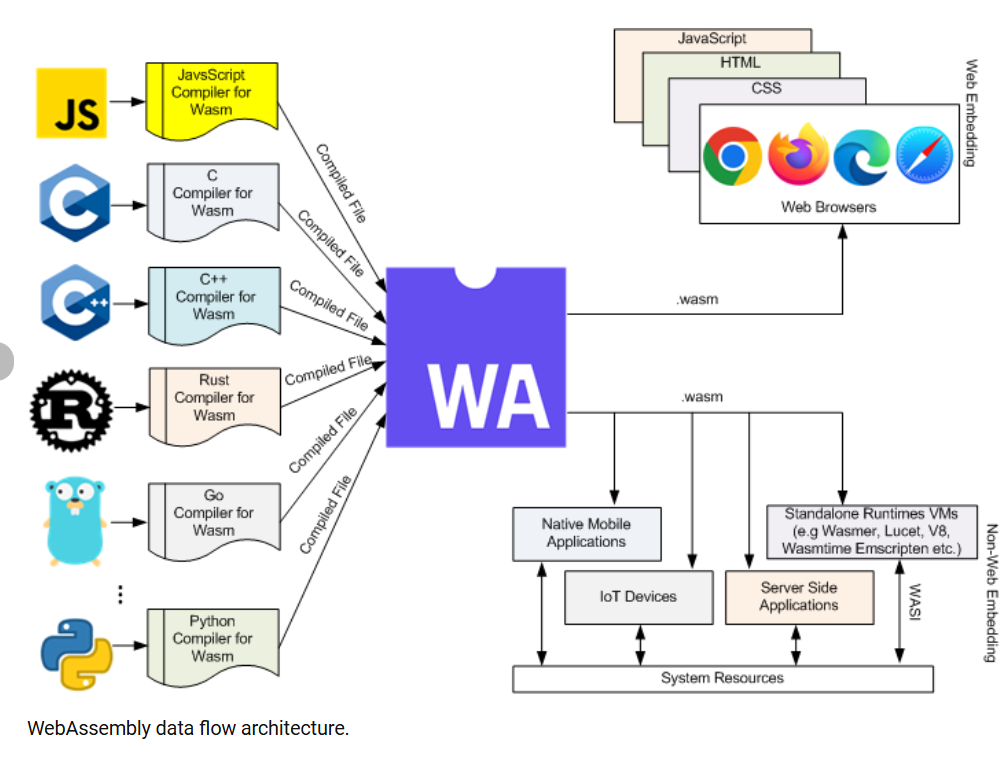 JS
JavsScript
Compiler for
Wasm
Compiled File
C
C
Compiler for
Wasm
Compiled File
C++
C++
Compiler for
Wasm
Compiled File
R
Rust
Compiler for
Wasm
Compiled File
Go
Compiler for
Wasm
Compiled File
Python
Compiler for
Wasm
Compiled File
WA
.wasm
JavaScript
HTML
CSS
Web Browsers
Web Embedding
.wasm
Native Mobile
Applications
IoT Devices
Server Side
Applications
Standalone Runtimes VMs
(e.g Wasmer, Lucet, V8,
Wasmtime Emscripten etc.)
WASI
System Resources
Non-Web Embedding
WebAssembly data flow architecture.